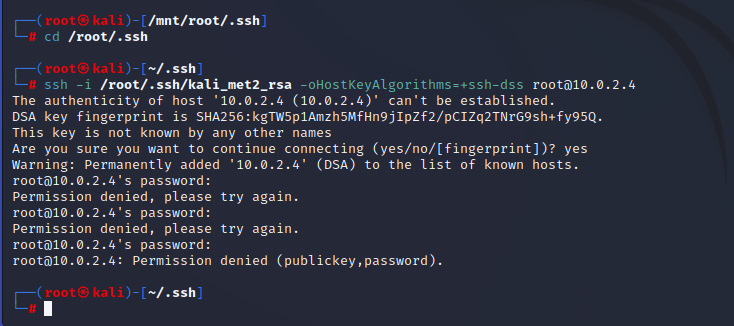 ┌──(root㉿kali)-[/mnt/root/.ssh]
└─# cd /root/.ssh
┌──(root㉿kali)-[~/.ssh]
└─# ssh -i /root/.ssh/kali_met2_rsa -oHostKeyAlgorithms=+ssh-dss root@10.0.2.4
The authenticity of host '10.0.2.4 (10.0.2.4)' can't be established.
DSA key fingerprint is SHA256:kgTW5p1Amzh5MfHn9jIpZf2/pCIZq2TNrG9sh+fy95Q.
This key is not known by any other names
Are you sure you want to continue connecting (yes/no/[fingerprint])? yes
Warning: Permanently added '10.0.2.4' (DSA) to the list of known hosts.
root@10.0.2.4's password:
Permission denied, please try again.
root@10.0.2.4's password:
Permission denied, please try again.
root@10.0.2.4's password:
root@10.0.2.4: Permission denied (publickey,password).
┌──(root㉿kali)-[~/.ssh]
└─#